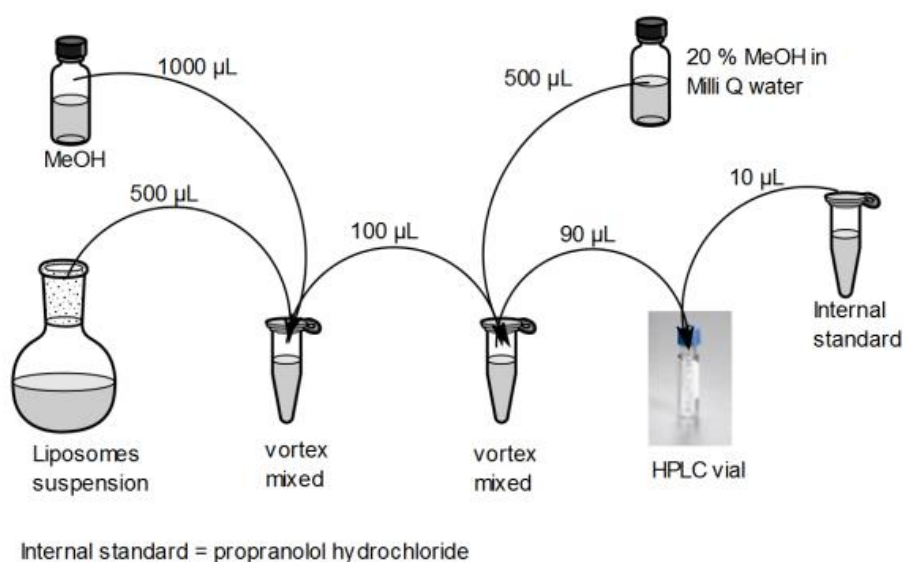 1000 µL
500 µL
20 % MeOH in
Milli Q water
MeOH
500 µL
100 µL
90 µL
10 µL
Internal
standard
Liposomes
suspension
vortex
mixed
vortex
mixed
HPLC vial
Internal standard = propranolol hydrochloride